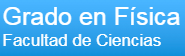 Grado en Física
Facultad de Ciencias